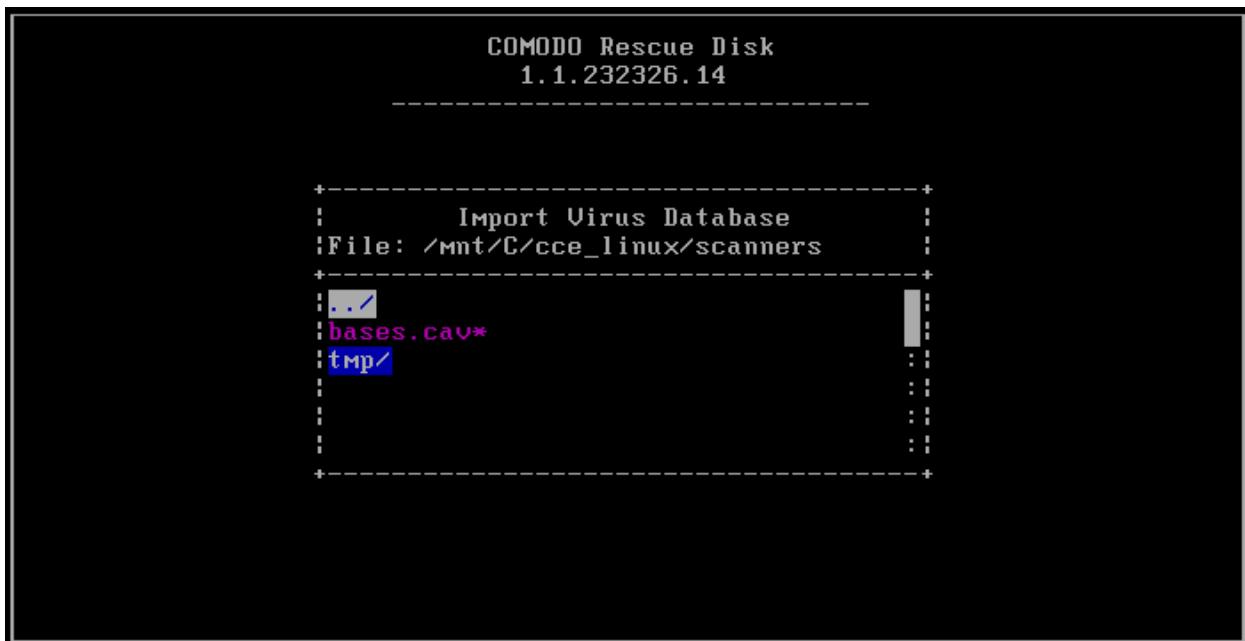 COMODO Rescue Disk
1.1.232326.14
Import Virus Database
File: /mnt/C/cce_linux/scanners
../
bases.cav*
tmp/